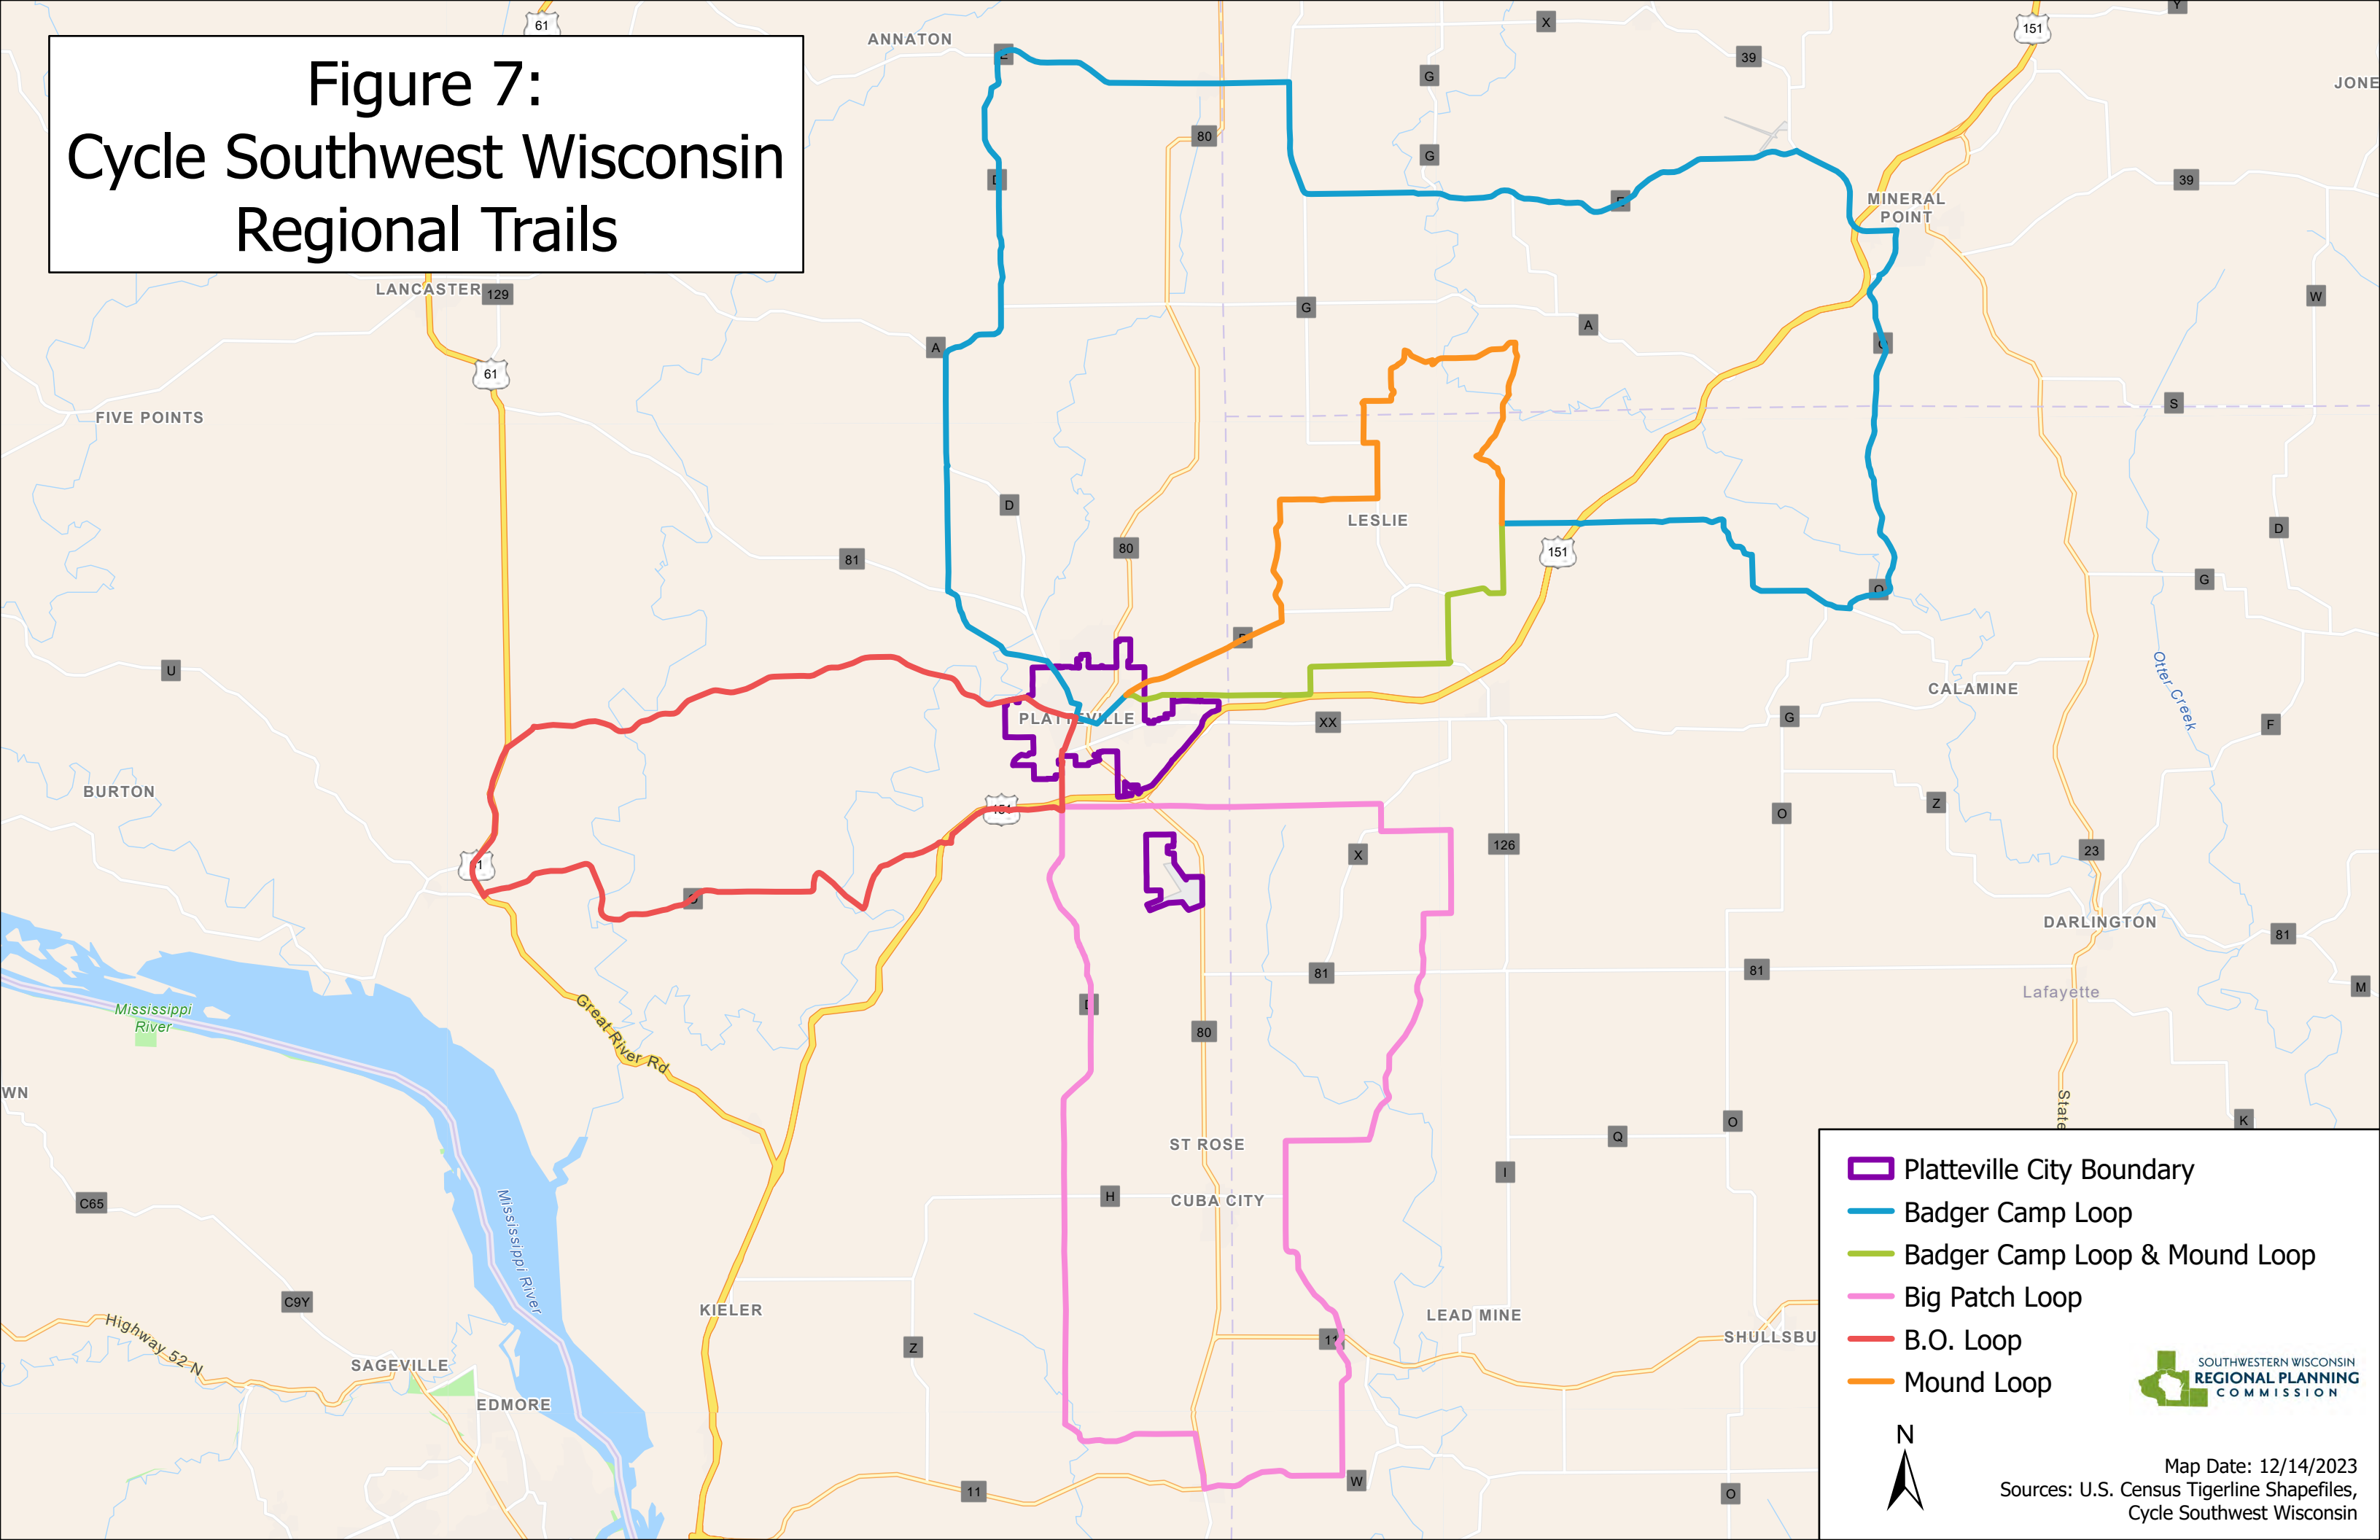 Figure 7:
Cycle Southwest Wisconsin
Regional Trails
61
ANNATON
E
X
39
151
Y
JONE
G
80
G
D
39
MINERAL
POINT
LANCASTER
129
G
A
W
A
61
FIVE POINTS
S
D
LESLIE
80
81
151
D
G
B
U
Otter Creek
CALAMINE
PLATTEVILLE
XX
G
F
BURTON
151
Z
O
X
126
23
DARLINGTON
81
81
81
Lafayette
M
Mississippi
River
Great River Rd
D
80
WN
State
K
O
Q
ST ROSE
I
H
CUBA CITY
C65
Mississippi River
C9Y
KIELER
LEAD MINE
11
SHULLSBU
Highway 52 N
Z
SAGEVILLE
EDMORE
11
W
O
Platteville City Boundary
Badger Camp Loop
Badger Camp Loop & Mound Loop
Big Patch Loop
B.O. Loop
Mound Loop
SOUTHWESTERN WISCONSIN
REGIONAL PLANNING
COMMISSION
N
Map Date: 12/14/2023
Sources: U.S. Census Tigerline Shapefiles,
Cycle Southwest Wisconsin